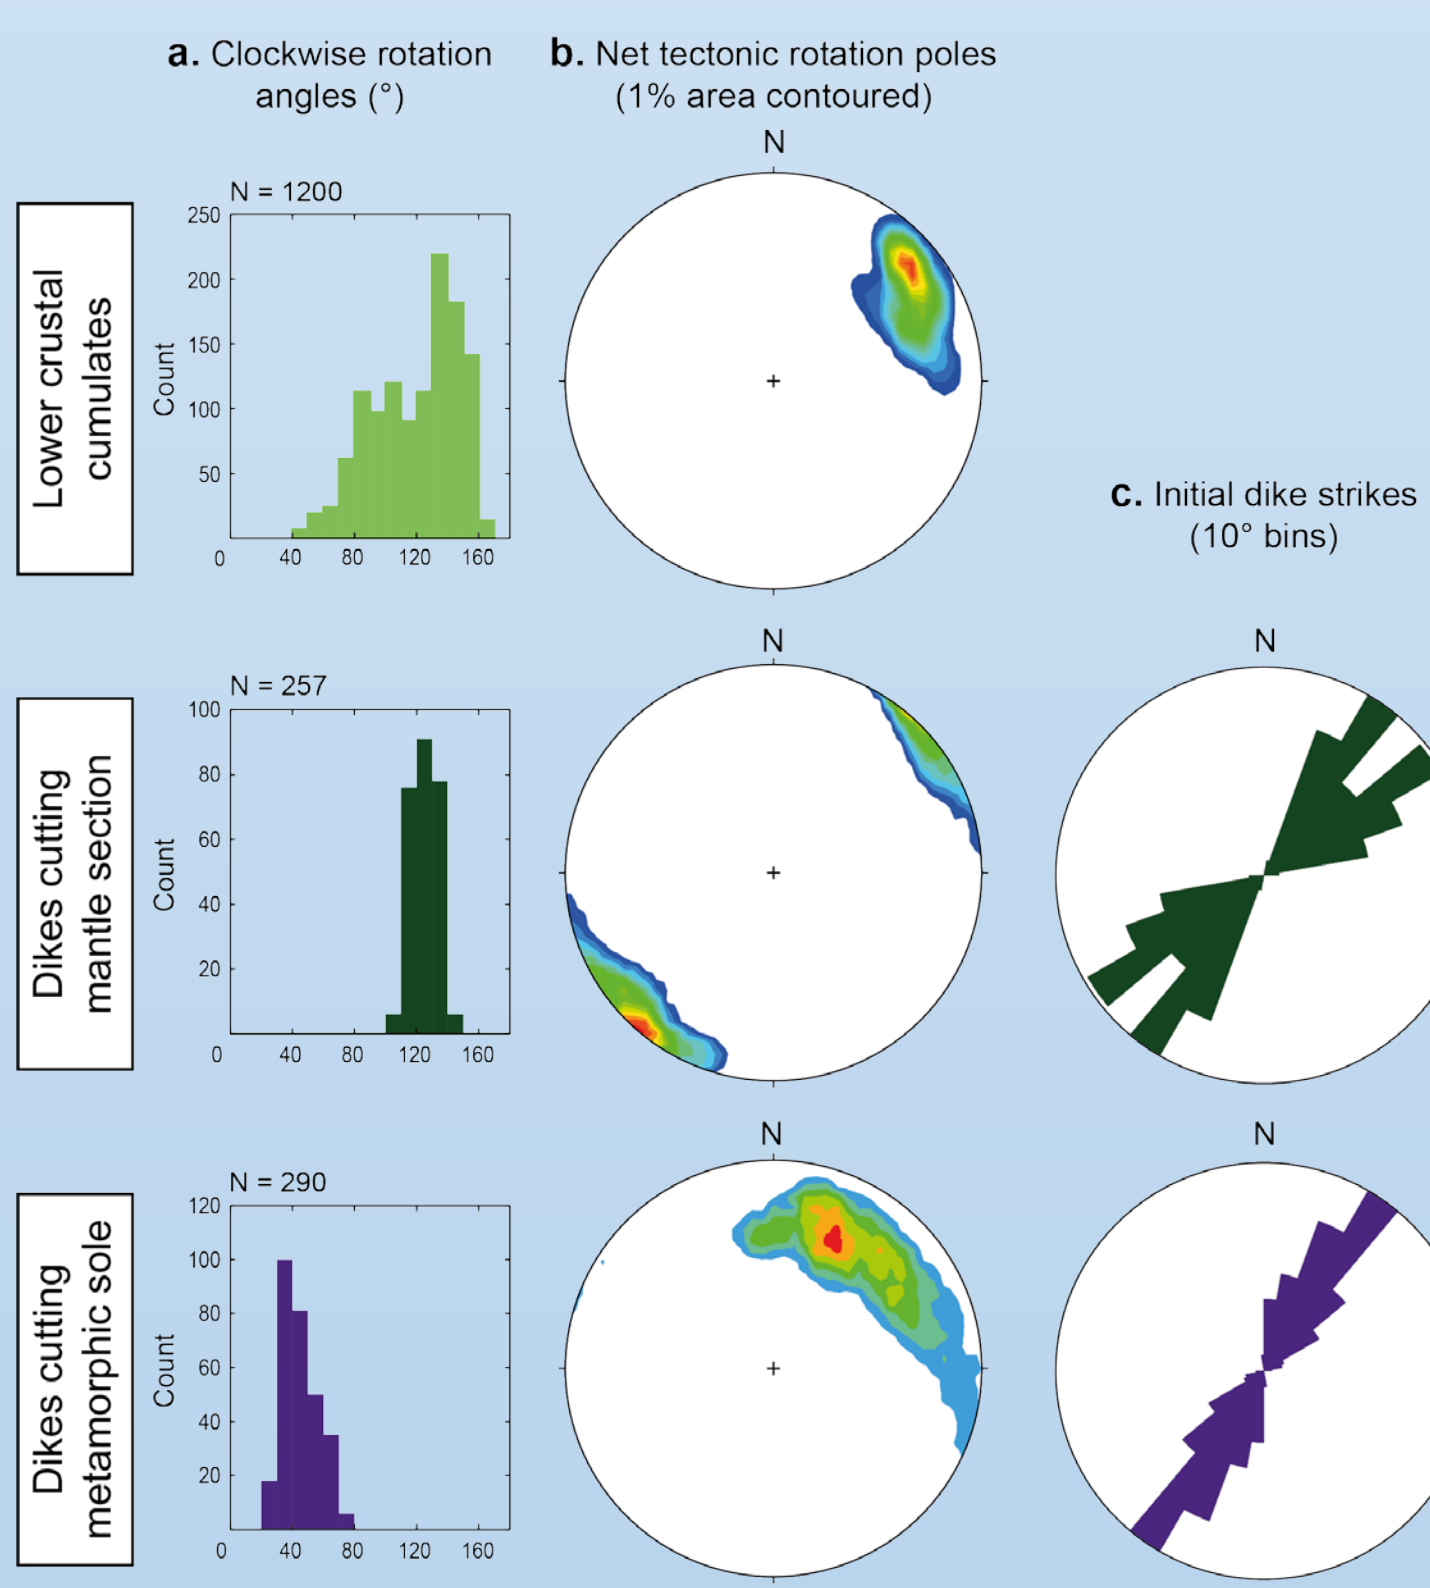 a. Clockwise rotation
angles (°)
b. Net tectonic rotation poles
(1% area contoured)
N
Lower crustal
cumulates
N = 1200
250
200
150
100
50
Count
0
40
80
120
160
c. Initial dike strikes
(10° bins)
N
N
Dikes cutting
mantle section
N = 257
100
80
60
40
20
Count
0
40
80
120
160
N
N
Dikes cutting
metamorphic sole
N = 290
120
100
80
60
40
20
Count
0
40
80
120
160